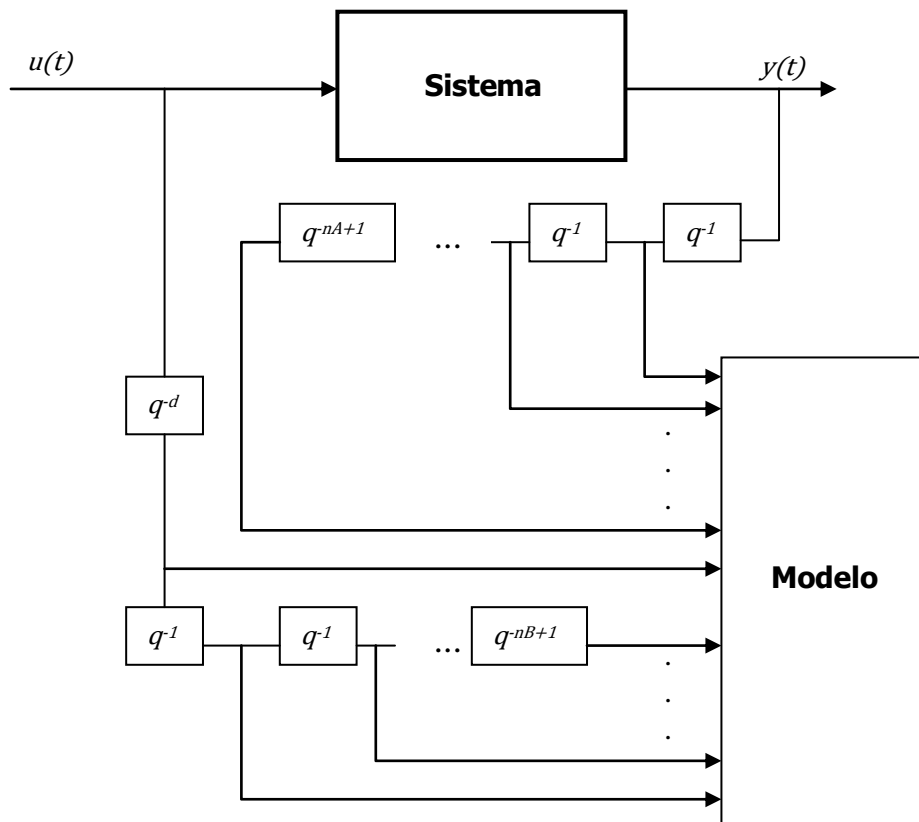 u(t)
Sistema
y(t)
q^{-nA+1}
...
q^{-1}
q^{-1}
q^{-d}
.
.
.
Modelo
q^{-1}
q^{-1}
...
q^{-nB+1}
.
.
.